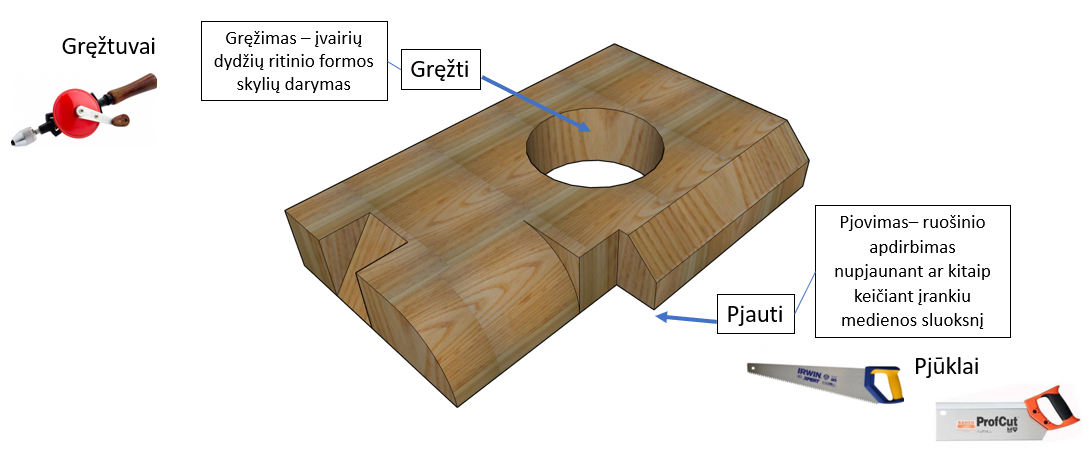 Gręžtuvai
Gręžimas – įvairių
dydžių ritinio formos
skylių darymas
Gręžti
Pjovimas– ruošinio
apdirbimas
nupjaunant ar kitaip
keičiant įrankiu
medienos sluoksnį
Pjauti
Pjūklai
IRWIN
XPERT
ProfCut